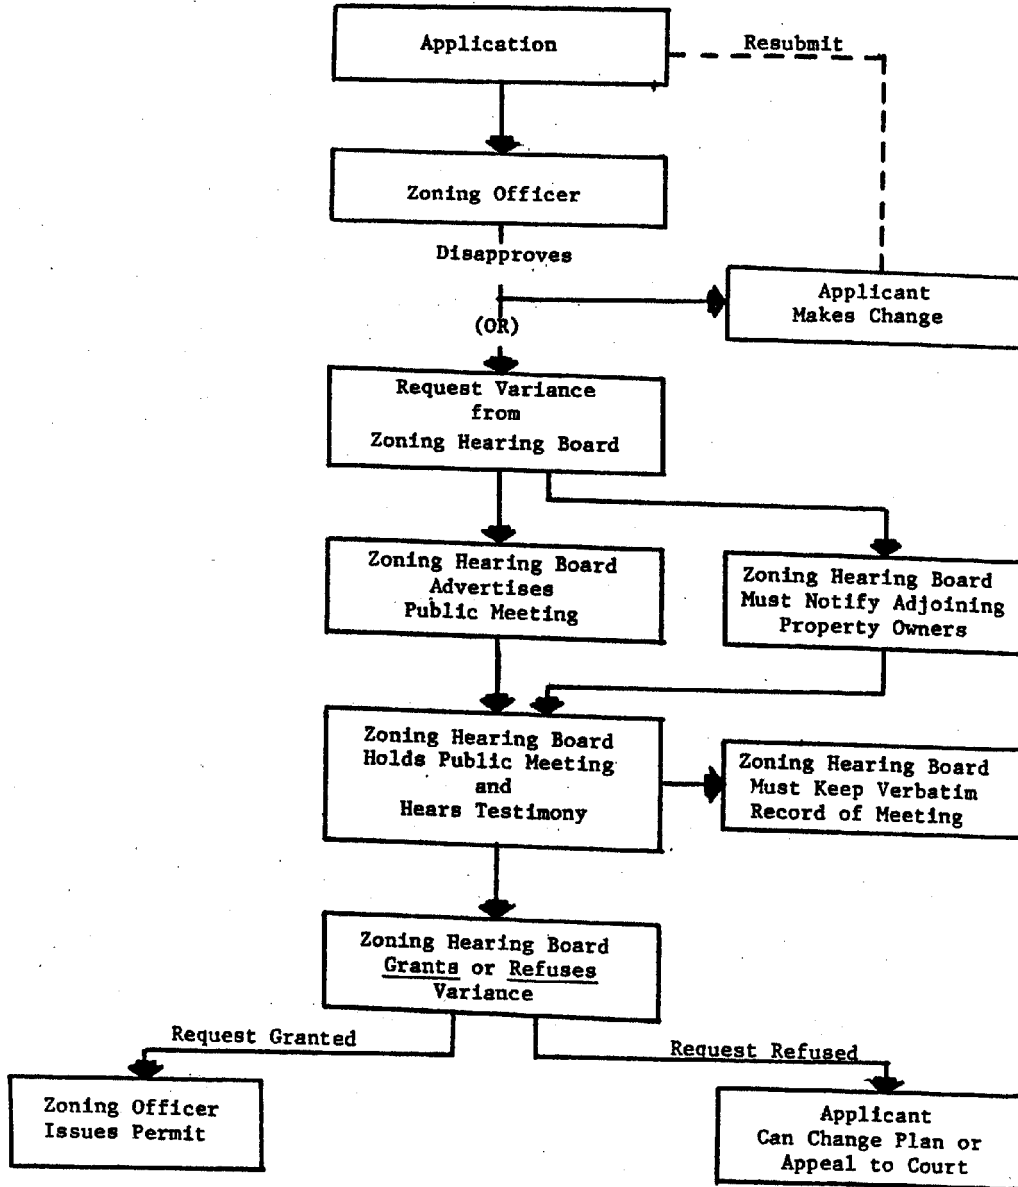 Application
Resubmit
Zoning Officer
Disapproves
Applicant
Makes Change
(OR)
Request Variance
from
Zoning Hearing Board
Zoning Hearing Board
Advertises
Public Meeting
Zoning Hearing Board
Must Notify Adjoining
Property Owners
Zoning Hearing Board
Holds Public Meeting
and
Hears Testimony
Zoning Hearing Board
Must Keep Verbatim
Record of Meeting
Zoning Hearing Board
Grants or Refuses
Variance
Request Granted
Request Refused
Zoning Officer
Issues Permit
Applicant
Can Change Plan or
Appeal to Court